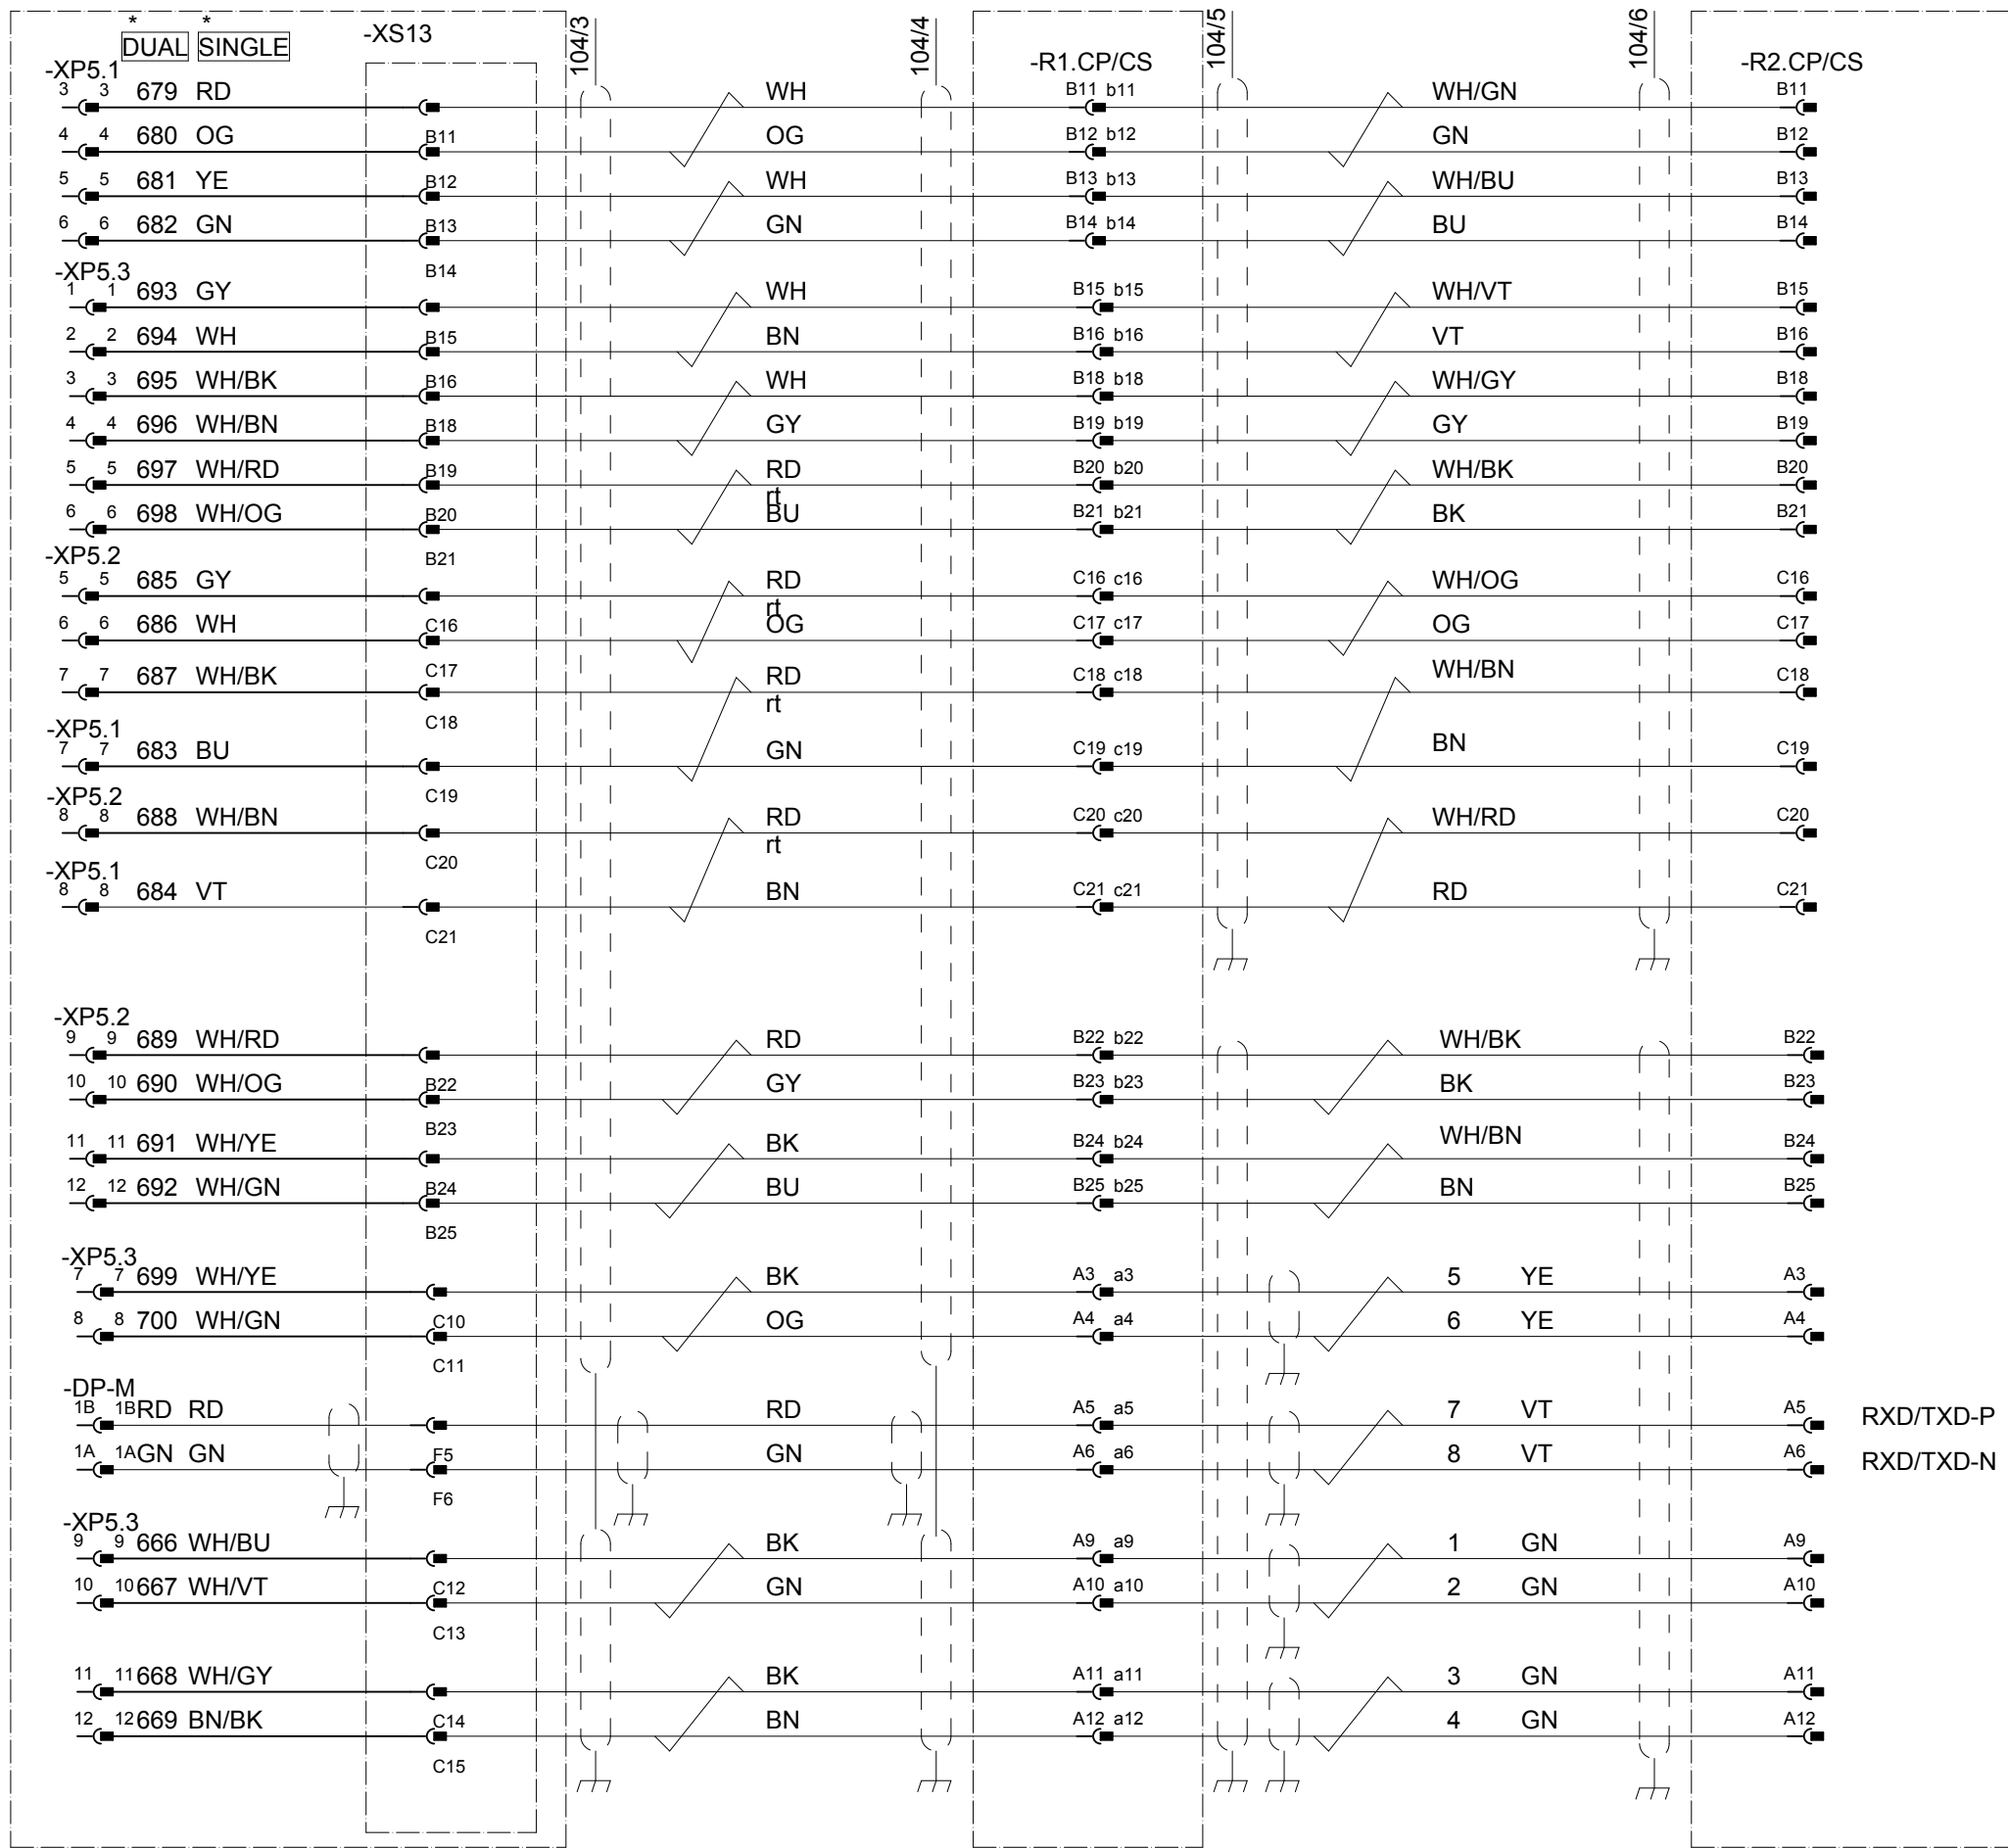 * *
DUAL SINGLE -XS13 104/3 104/4 -R1.CP/CS 104/5 104/6 -R2.CP/CS
-XP5.1
3 3 679 RD WH B11 b11 WH/GN B11
4 4 680 OG B11 OG B12 b12 GN B12
5 5 681 YE B12 WH B13 b13 WH/BU B13
6 6 682 GN B13 GN B14 b14 BU B14
-XP5.3 B14
1 1 693 GY WH B15 b15 WH/VT B15
2 2 694 WH B15 BN B16 b16 VT B16
3 3 695 WH/BK B16 WH B18 b18 WH/GY B18
4 4 696 WH/BN B18 GY B19 b19 GY B19
5 5 697 WH/RD B19 RD B20 b20 WH/BK B20
rt
6 6 698 WH/OG B20 BU B21 b21 BK B21
-XP5.2 B21
5 5 685 GY RD C16 c16 WH/OG C16
rt
6 6 686 WH C16 OG C17 c17 OG C17
7 7 687 WH/BK C17 RD C18 c18 WH/BN C18
rt
-XP5.1 C18
7 7 683 BU GN C19 c19 BN C19
-XP5.2 C19
8 8 688 WH/BN RD C20 c20 WH/RD C20
rt
-XP5.1 C20
8 8 684 VT BN C21 c21 RD C21
C21
-XP5.2
9 9 689 WH/RD RD B22 b22 WH/BK B22
10 10 690 WH/OG B22 GY B23 b23 BK B23
B23
11 11 691 WH/YE BK B24 b24 WH/BN B24
12 12 692 WH/GN B24 BU B25 b25 BN B25
B25
-XP5.3
7 7 699 WH/YE BK A3 a3 5 YE A3
8 8 700 WH/GN C10 OG A4 a4 6 YE A4
C11
-DP-M
1B 1B RD RD RD A5 a5 7 VT A5 RXD/TXD-P
1A 1A GN GN F5 GN A6 a6 8 VT A6 RXD/TXD-N
F6
-XP5.3
9 9 666 WH/BU BK A9 a9 1 GN A9
10 10 667 WH/VT C12 GN A10 a10 2 GN A10
C13
11 11 668 WH/GY BK A11 a11 3 GN A11
12 12 669 BN/BK C14 BN A12 a12 4 GN A12
C15